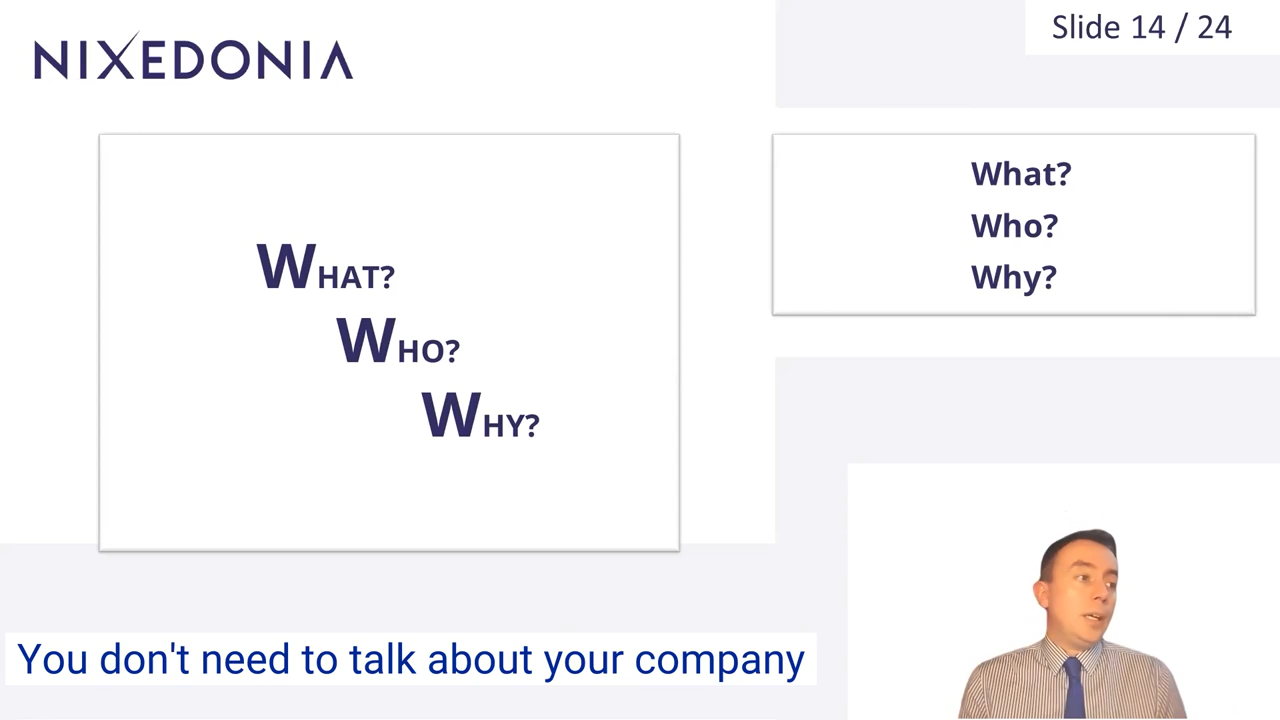 NIXEDONIA
Slide 14 / 24
WHAT?
WHO?
WHY?
What?
Who?
Why?
You don't need to talk about your company